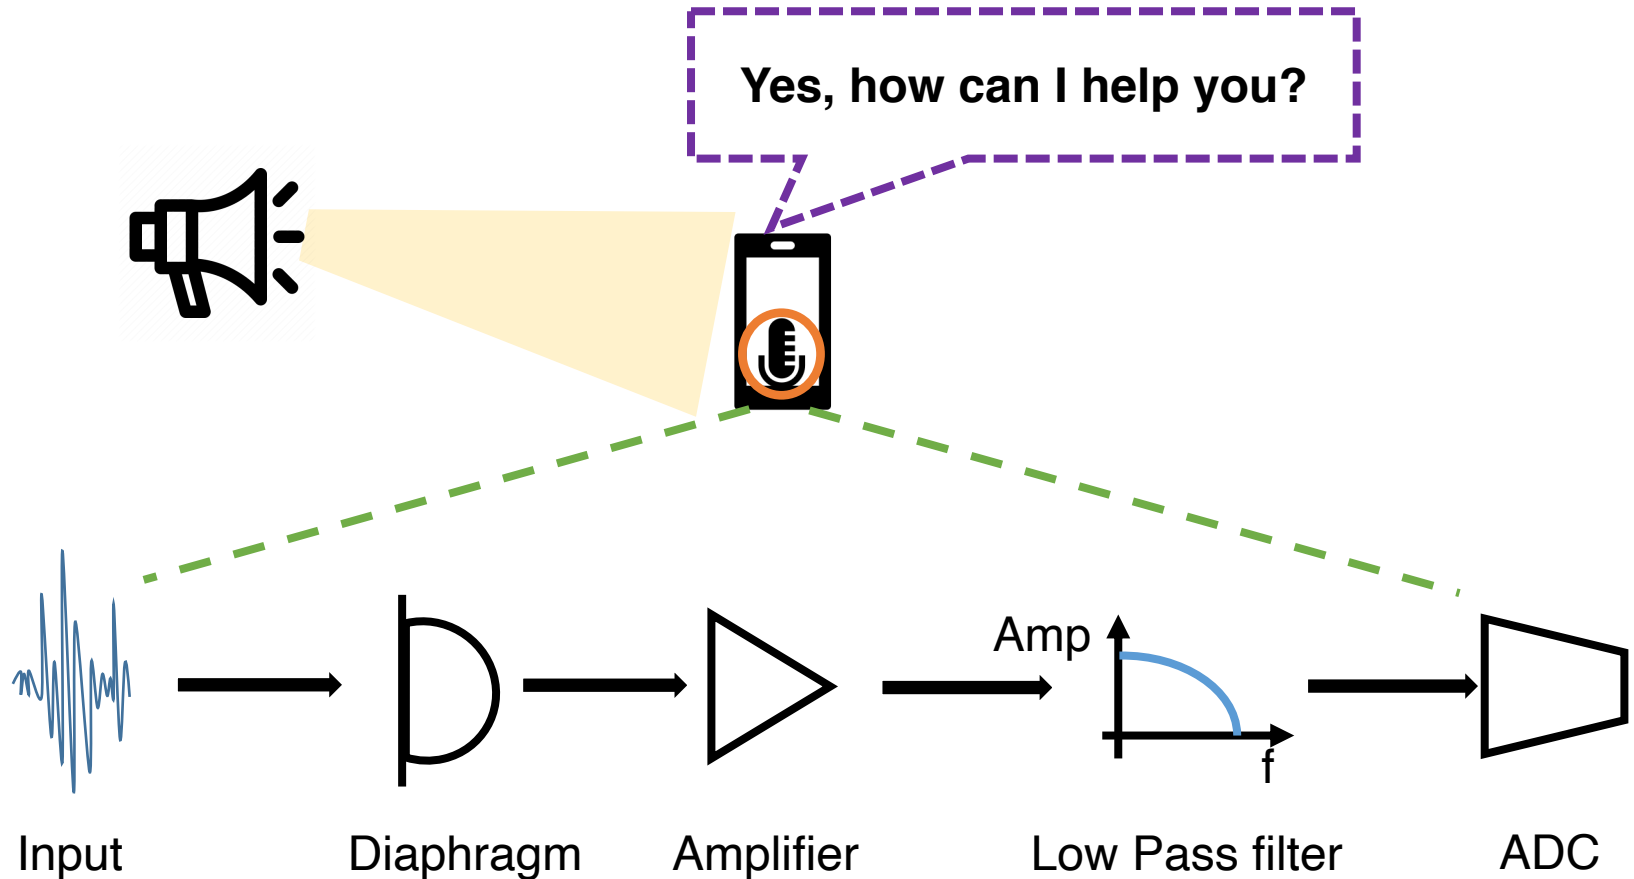 Yes, how can I help you?
Amp
f
Input
Diaphragm
Amplifier
Low Pass filter
ADC